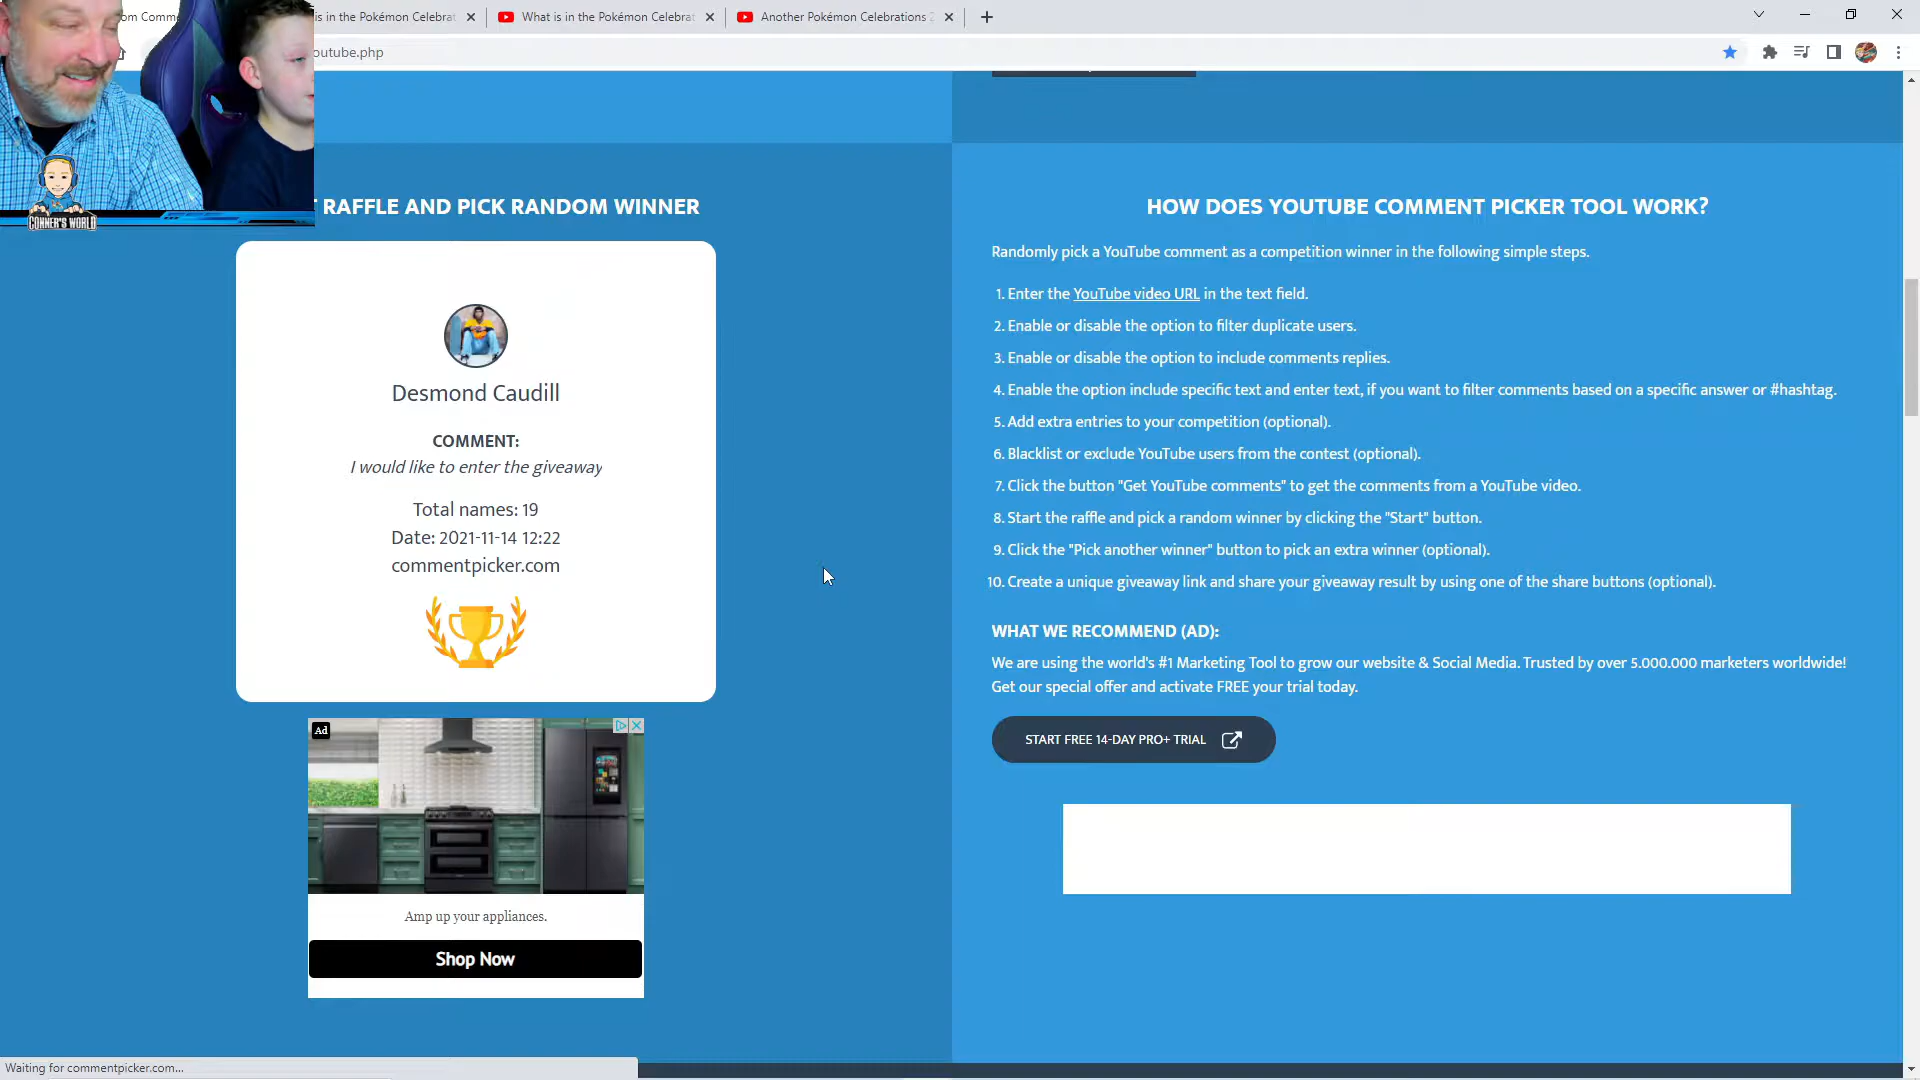 om Comme
is in the Pokémon Celebrat
What is in the Pokémon Celebrat
Another Pokémon Celebrations
outube.php
CONNER'S WORLD
RAFFLE AND PICK RANDOM WINNER
Desmond Caudill
COMMENT:
I would like to enter the giveaway
Total names: 19
Date: 2021-11-14 12:22
commentpicker.com
Ad
Amp up your appliances.
Shop Now
HOW DOES YOUTUBE COMMENT PICKER TOOL WORK?
Randomly pick a YouTube comment as a competition winner in the following simple steps.
1. Enter the YouTube video URL in the text field.
2. Enable or disable the option to filter duplicate users.
3. Enable or disable the option to include comments replies.
4. Enable the option include specific text and enter text, if you want to filter comments based on a specific answer or #hashtag.
5. Add extra entries to your competition (optional).
6. Blacklist or exclude YouTube users from the contest (optional).
7. Click the button "Get YouTube comments" to get the comments from a YouTube video.
8. Start the raffle and pick a random winner by clicking the "Start" button.
9. Click the "Pick another winner" button to pick an extra winner (optional).
10. Create a unique giveaway link and share your giveaway result by using one of the share buttons (optional).
WHAT WE RECOMMEND (AD):
We are using the world's #1 Marketing Tool to grow our website & Social Media. Trusted by over 5.000.000 marketers worldwide!
Get our special offer and activate FREE your trial today.
START FREE 14-DAY PRO+ TRIAL
Waiting for commentpicker.com...